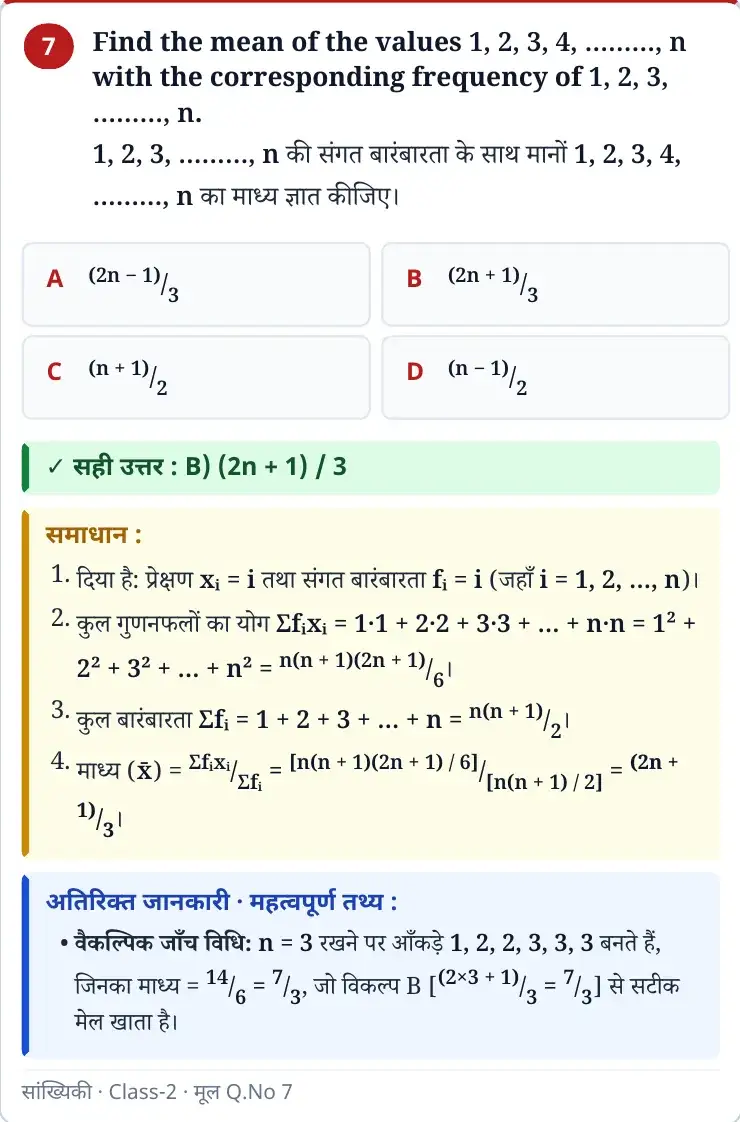 7 Find the mean of the values 1, 2, 3, 4, ………, n
with the corresponding frequency of 1, 2, 3,
………, n.
1, 2, 3, ………, n की संगत बारंबारता के साथ मानों 1, 2, 3, 4,
………, n का माध्य ज्ञात कीजिए।
A (2n − 1)/3 B (2n + 1)/3
C (n + 1)/2 D (n − 1)/2
✓ सही उत्तर : B) (2n + 1) / 3
समाधान :
1. दिया है: प्रेक्षण xᵢ = i तथा संगत बारंबारता fᵢ = i (जहाँ i = 1, 2, ..., n)।
2. कुल गुणनफलों का योग Σfᵢxᵢ = 1·1 + 2·2 + 3·3 + ... + n·n = 1² +
2² + 3² + ... + n² = n(n + 1)(2n + 1)/6।
3. कुल बारंबारता Σfᵢ = 1 + 2 + 3 + ... + n = n(n + 1)/2।
4. माध्य (x̄) = Σfᵢxᵢ/Σfᵢ = [n(n + 1)(2n + 1) / 6]/[n(n + 1) / 2] = (2n +
1)/3।
अतिरिक्त जानकारी · महत्वपूर्ण तथ्य :
• वैकल्पिक जाँच विधि: n = 3 रखने पर आँकड़े 1, 2, 2, 3, 3, 3 बनते हैं,
जिनका माध्य = 14/6 = 7/3, जो विकल्प B [(2×3 + 1)/3 = 7/3] से सटीक
मेल खाता है।
सांख्यिकी · Class-2 · मूल Q.No 7